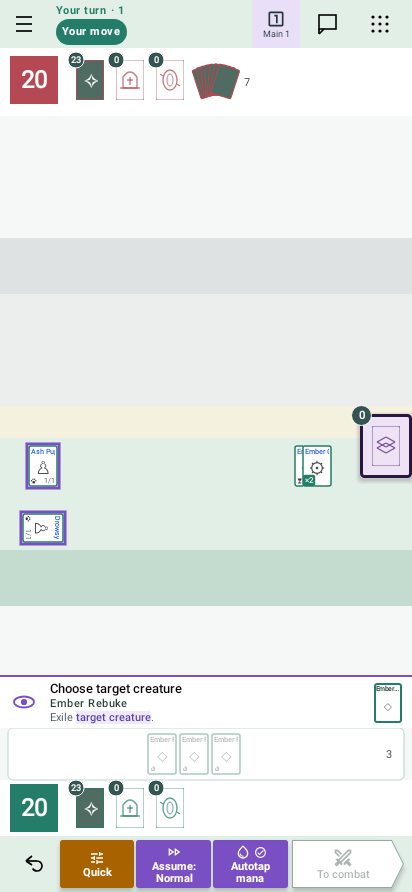 Your turn · 1
Your move
1
Main 1
20
23
0
0
7
0
Ash Pu
1/1
Ember
×2
Drowsy
1/1
Choose target creature
Ember Rebuke
Exile target creature.
Ember...
Ember
Ember
Ember
3
20
23
0
0
Quick
Assume:
Normal
Autotap
mana
To combat